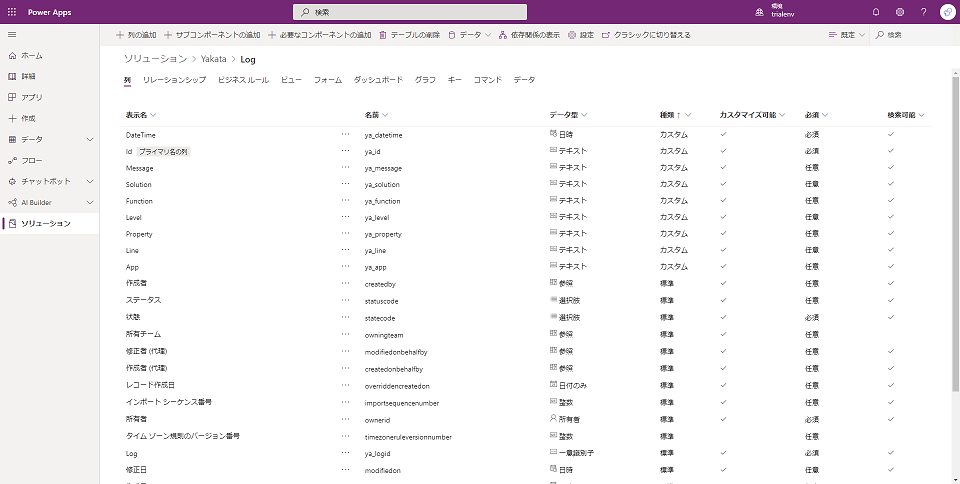 Power Apps
検索
環境
trialenv
列の追加 サブコンポーネントの追加 必要なコンポーネントの追加 テーブルの削除 データ 依存関係の表示 設定 クラシックに切り替える 既定 検索
ホーム
詳細
アプリ
作成
データ
フロー
チャットボット
AI Builder
ソリューション
ソリューション > Yakata > Log
列 リレーションシップ ビジネス ルール ビュー フォーム ダッシュボード グラフ キー コマンド データ
表示名 名前 データ型 種類 ↑ カスタマイズ可能 必須 検索可能
DateTime ··· ya_datetime 日時 カスタム ✓ 必須 ✓
Id プライマリ名の列 ··· ya_id テキスト カスタム ✓ 必須 ✓
Message ··· ya_message テキスト カスタム ✓ 任意 ✓
Solution ··· ya_solution テキスト カスタム ✓ 任意 ✓
Function ··· ya_function テキスト カスタム ✓ 任意 ✓
Level ··· ya_level テキスト カスタム ✓ 任意 ✓
Property ··· ya_property テキスト カスタム ✓ 任意 ✓
Line ··· ya_line テキスト カスタム ✓ 任意 ✓
App ··· ya_app テキスト カスタム ✓ 任意 ✓
作成者 ··· createdby 参照 標準 ✓ 任意 ✓
ステータス ··· statuscode 選択肢 標準 ✓ 任意 ✓
状態 ··· statecode 選択肢 標準 ✓ 必須 ✓
所有チーム ··· owningteam 参照 標準 ✓ 任意
修正者 (代理) ··· modifiedonbehalfby 参照 標準 ✓ 任意 ✓
作成者 (代理) ··· createdonbehalfby 参照 標準 ✓ 任意 ✓
レコード作成日 ··· overriddencreatedon 日付のみ 標準 ✓ 任意 ✓
インポート シーケンス番号 ··· importsequencenumber 整数 標準 ✓ 任意 ✓
所有者 ··· ownerid 所有者 標準 ✓ 必須 ✓
タイム ゾーン規則のバージョン番号 ··· timezoneruleversionnumber 整数 標準 任意
Log ··· ya_logid 一意識別子 標準 ✓ 必須 ✓
修正日 ··· modifiedon 日時 標準 ✓ 任意 ✓